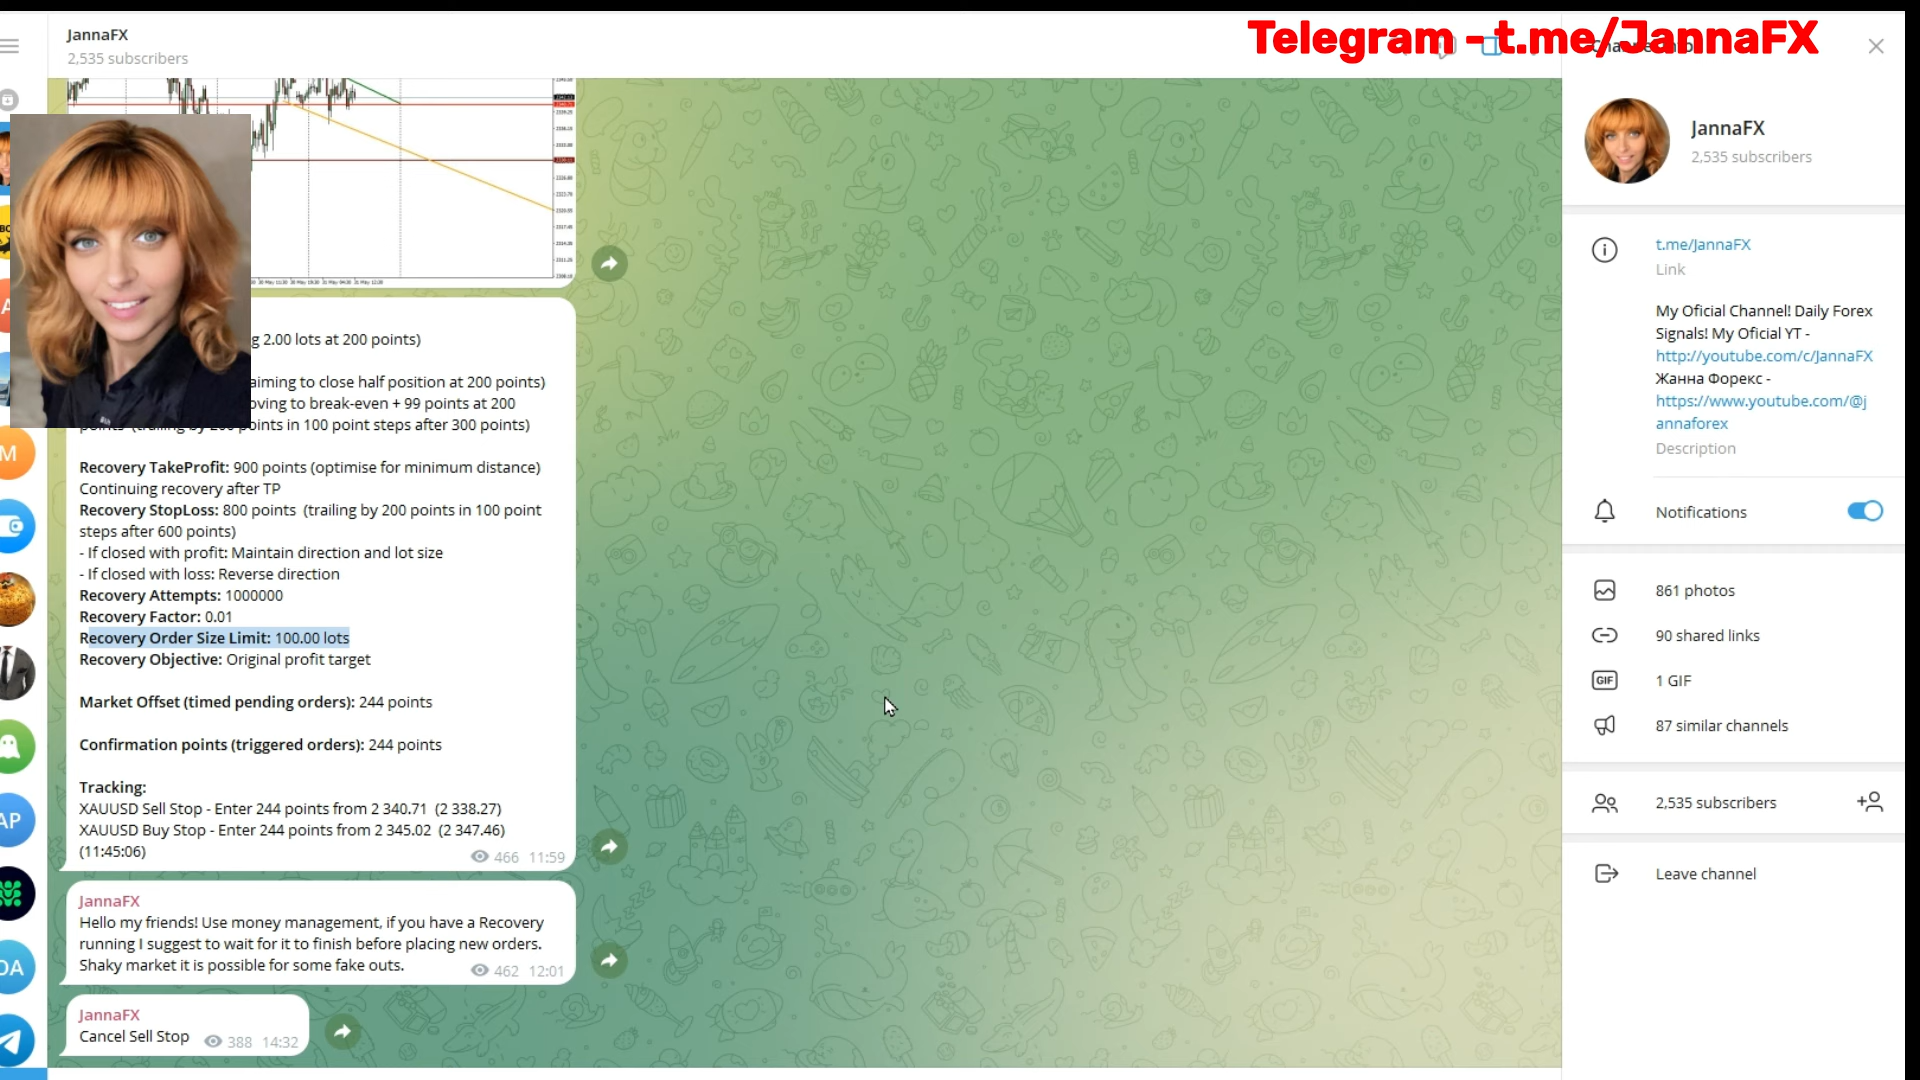 JannaFX
2,535 subscribers
Telegram - t.me/JannaFX
JannaFX
2,535 subscribers
t.me/JannaFX
Link
My Oficial Channel! Daily Forex
Signals! My Oficial YT -
http://youtube.com/c/JannaFX
Жанна Форекс -
https://www.youtube.com/@j
annaforex
Description
Notifications
861 photos
90 shared links
GIF
1 GIF
87 similar channels
2,535 subscribers
Leave channel
g 2.00 lots at 200 points)
aiming to close half position at 200 points)
oving to break-even + 99 points at 200
points (trailing by 200 points in 100 point steps after 300 points)
Recovery TakeProfit: 900 points (optimise for minimum distance)
Continuing recovery after TP
Recovery StopLoss: 800 points (trailing by 200 points in 100 point
steps after 600 points)
- If closed with profit: Maintain direction and lot size
- If closed with loss: Reverse direction
Recovery Attempts: 1000000
Recovery Factor: 0.01
Recovery Order Size Limit: 100.00 lots
Recovery Objective: Original profit target
Market Offset (timed pending orders): 244 points
Confirmation points (triggered orders): 244 points
Tracking:
XAUUSD Sell Stop - Enter 244 points from 2 340.71 (2 338.27)
XAUUSD Buy Stop - Enter 244 points from 2 345.02 (2 347.46)
(11:45:06)
466 11:59
JannaFX
Hello my friends! Use money management, if you have a Recovery
running I suggest to wait for it to finish before placing new orders.
Shaky market it is possible for some fake outs.
462 12:01
JannaFX
Cancel Sell Stop
388 14:32
M
AP
OA